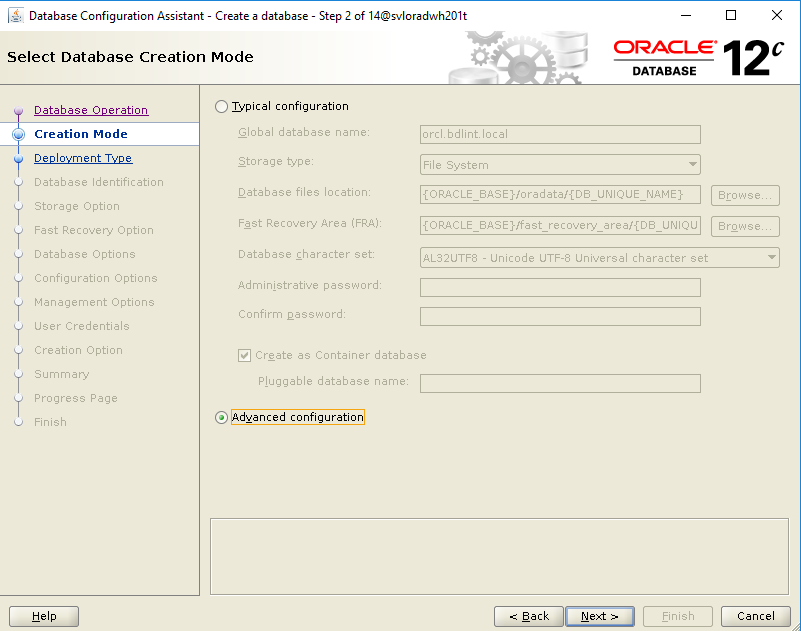 Database Configuration Assistant - Create a database - Step 2 of 14@svloradwh201t
Select Database Creation Mode
ORACLE®
DATABASE
12c
Database Operation
Creation Mode
Deployment Type
Database Identification
Storage Option
Fast Recovery Option
Database Options
Configuration Options
Management Options
User Credentials
Creation Option
Summary
Progress Page
Finish
Typical configuration
Global database name: orcl.bdlint.local
Storage type: File System
Database files location: {ORACLE_BASE}/oradata/{DB_UNIQUE_NAME} Browse...
Fast Recovery Area (FRA): {ORACLE_BASE}/fast_recovery_area/{DB_UNIQU Browse...
Database character set: AL32UTF8 - Unicode UTF-8 Universal character set
Administrative password:
Confirm password:
Create as Container database
Pluggable database name:
Advanced configuration
Help
< Back Next > Finish Cancel